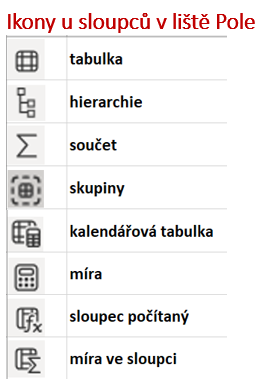 Ikony u sloupců v liště Pole
tabulka
hierarchie
součet
skupiny
kalendářová tabulka
míra
sloupec počítaný
míra ve sloupci